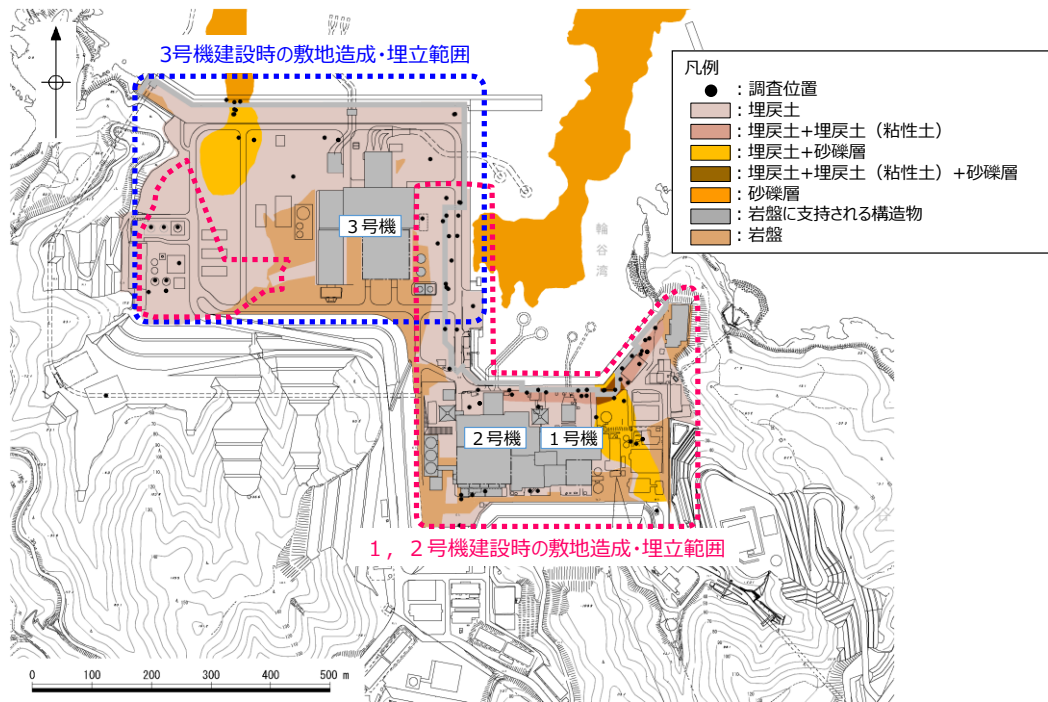 3号機建設時の敷地造成・埋立範囲
凡例
：調査位置
：埋戻土
：埋戻土+埋戻土（粘性土）
：埋戻土+砂礫層
：埋戻土+埋戻土（粘性土）+砂礫層
：砂礫層
：岩盤に支持される構造物
：岩盤
3号機
輪谷湾
2号機
1号機
1，2号機建設時の敷地造成・埋立範囲
0 100 200 300 400 500 m